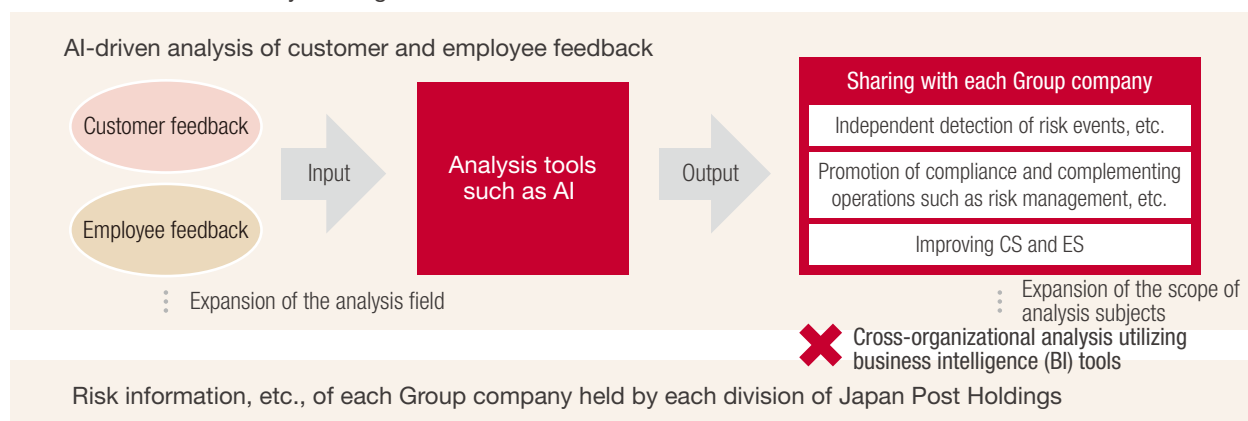 AI-driven analysis of customer and employee feedback
Customer feedback
Employee feedback
Input
Analysis tools
such as AI
Output
Sharing with each Group company
Independent detection of risk events, etc.
Promotion of compliance and complementing
operations such as risk management, etc.
Improving CS and ES
Expansion of the analysis field
Expansion of the scope of
analysis subjects
Cross-organizational analysis utilizing
business intelligence (BI) tools
Risk information, etc., of each Group company held by each division of Japan Post Holdings